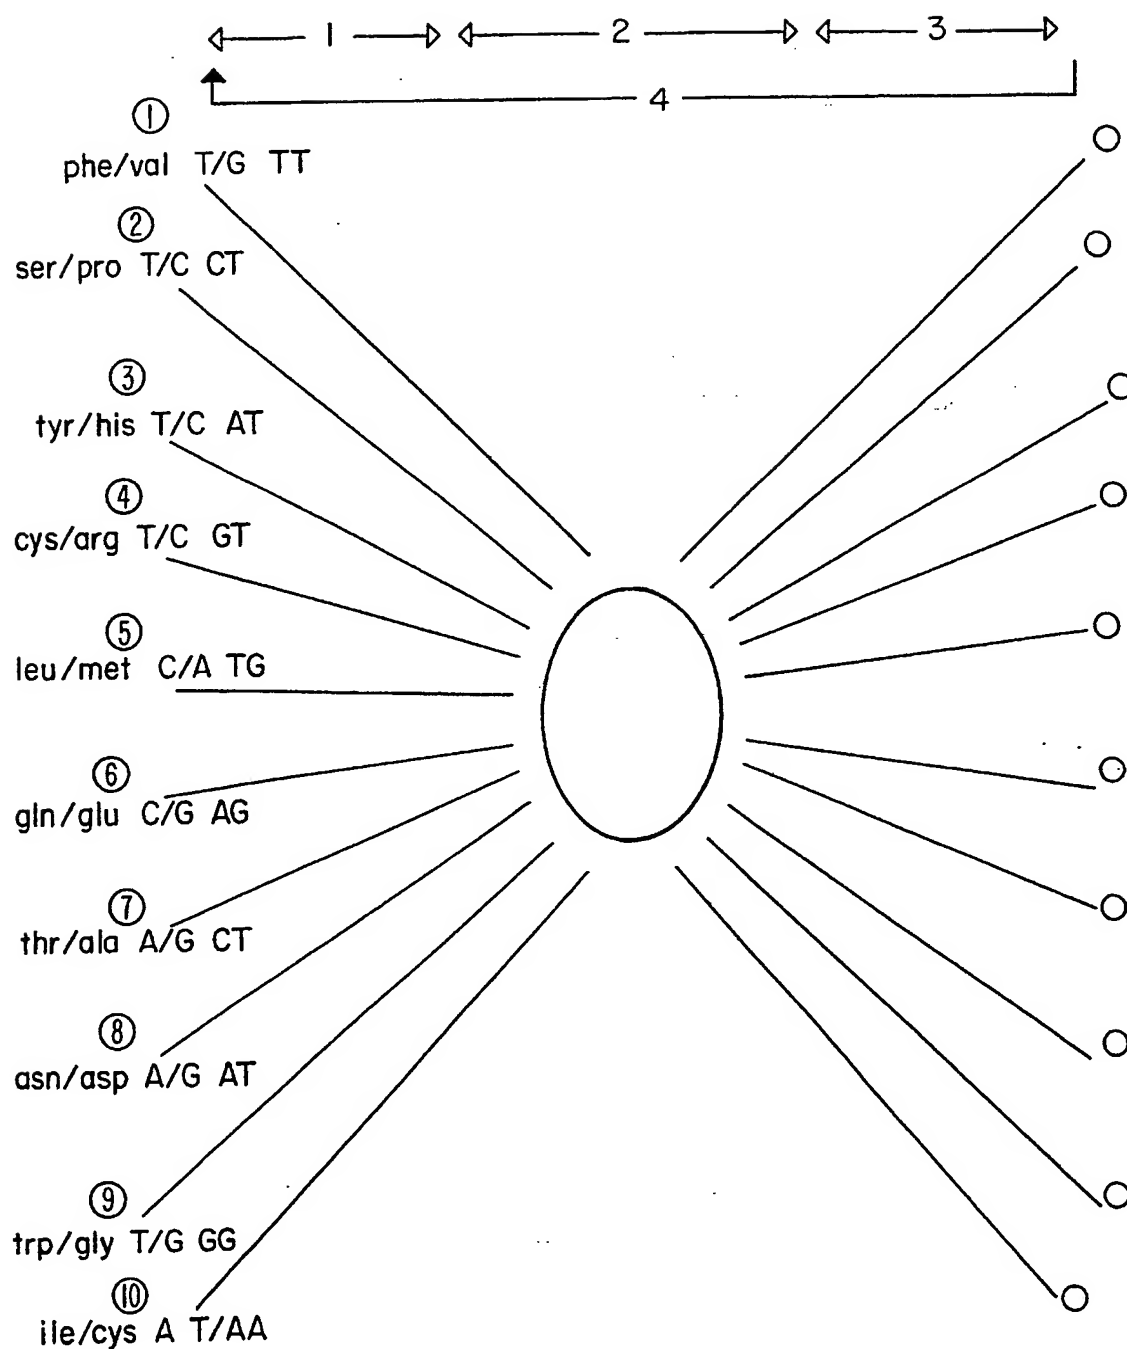 1 2 3
4
①
phe/val T/G TT
②
ser/pro T/C CT
③
tyr/his T/C AT
④
cys/arg T/C GT
⑤
leu/met C/A TG
⑥
gln/glu C/G AG
⑦
thr/ala A/G CT
⑧
asn/asp A/G AT
⑨
trp/gly T/G GG
⑩
ile/cys A T/AA